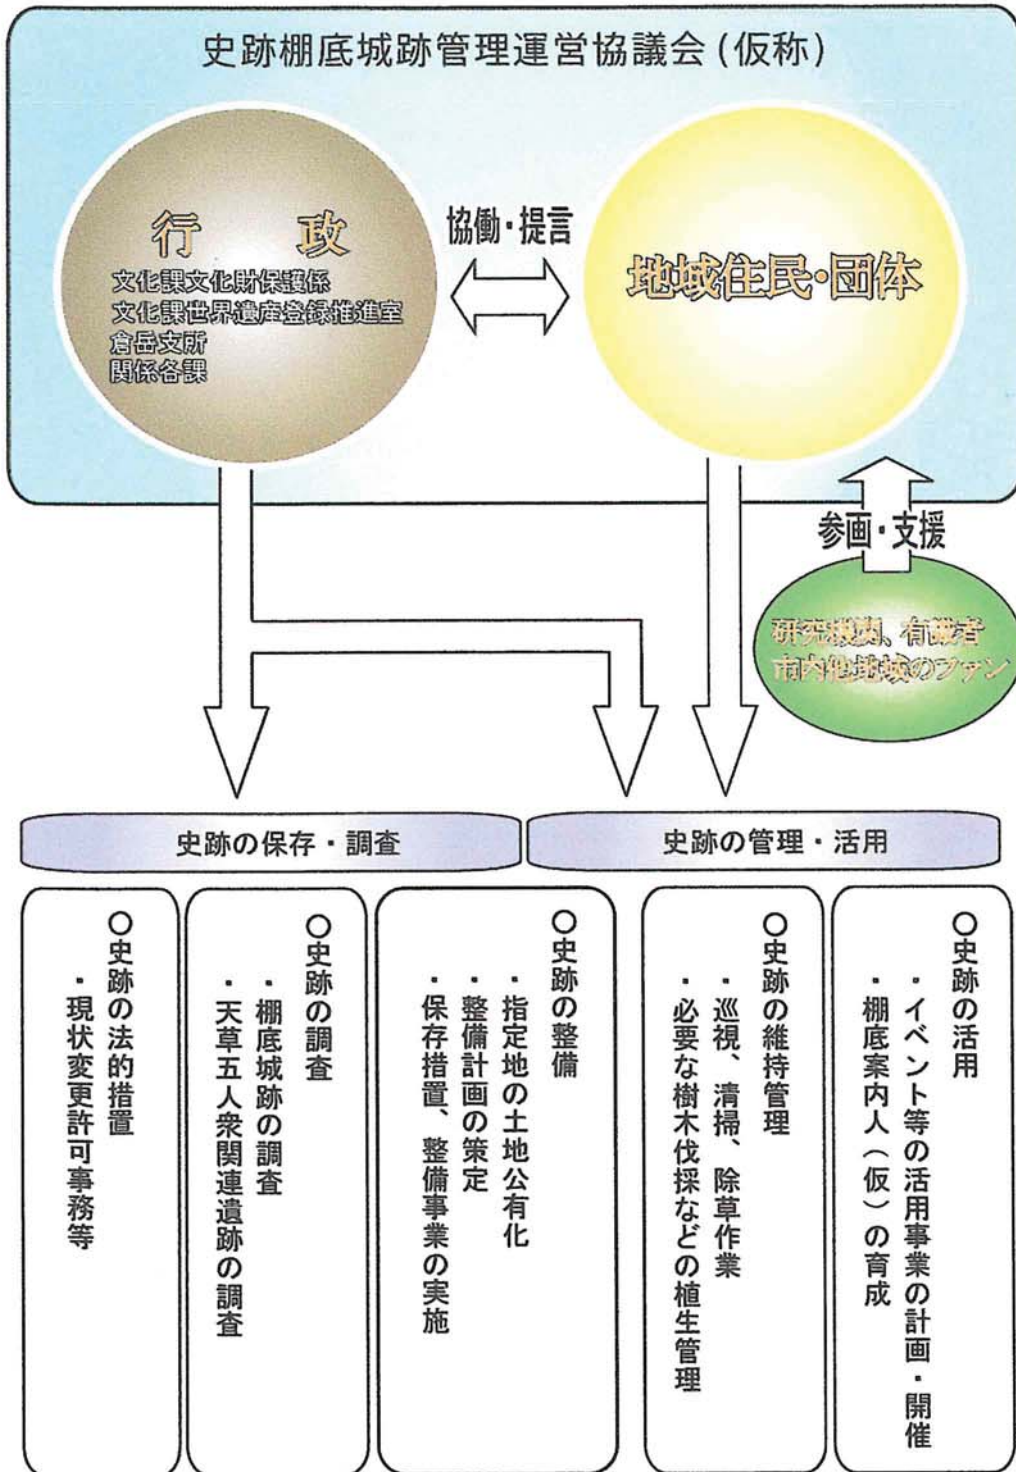 史跡棚底城跡管理運営協議会(仮称)
行政
文化課文化財保護係
文化課世界遺産登録推進室
倉岳支所
関係各課
協働・提言
地域住民・団体
参画・支援
研究機関、有識者
市内他地域のファン
史跡の保存・調査
史跡の管理・活用
○史跡の法的措置
・現状変更許可事務等
○史跡の調査
・棚底城跡の調査
・天草五人衆関連遺跡の調査
○史跡の整備
・指定地の土地公有化
・整備計画の策定
・保存措置、整備事業の実施
○史跡の維持管理
・巡視、清掃、除草作業
・必要な樹木伐採などの植生管理
○史跡の活用
・イベント等の活用事業の計画・開催
・棚底案内人(仮)の育成